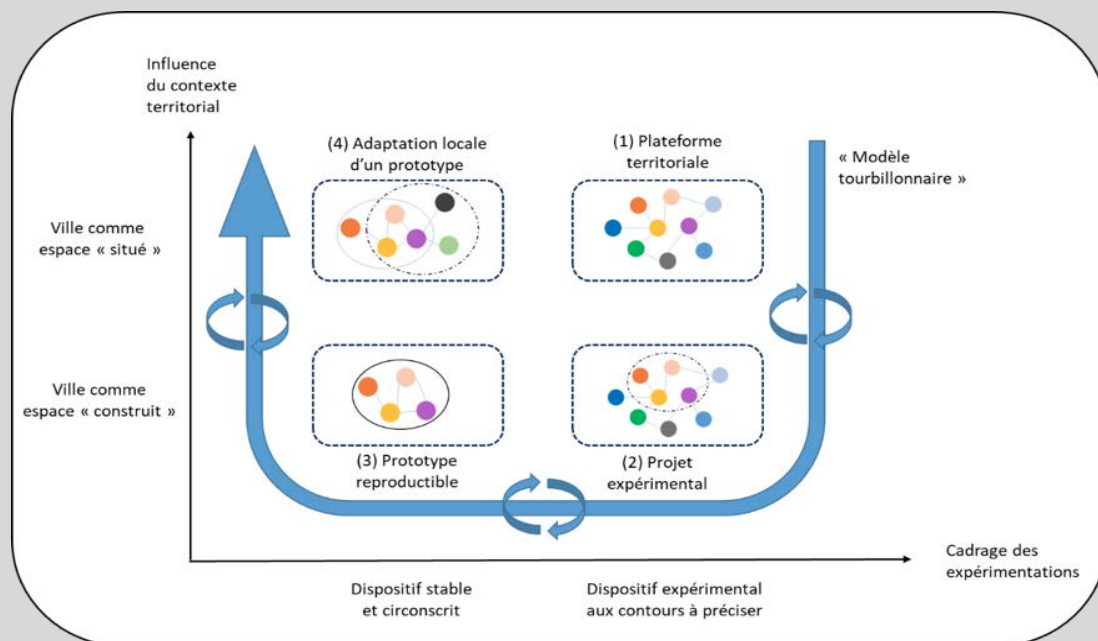 Influence
du contexte
territorial
(4) Adaptation locale
d’un prototype
(1) Plateforme
territoriale
« Modèle
tourbillonnaire »
Ville comme
espace « situé »
Ville comme
espace « construit »
(3) Prototype
reproductible
(2) Projet
expérimental
Cadrage des
expérimentations
Dispositif stable
et circonscrit
Dispositif expérimental
aux contours à préciser